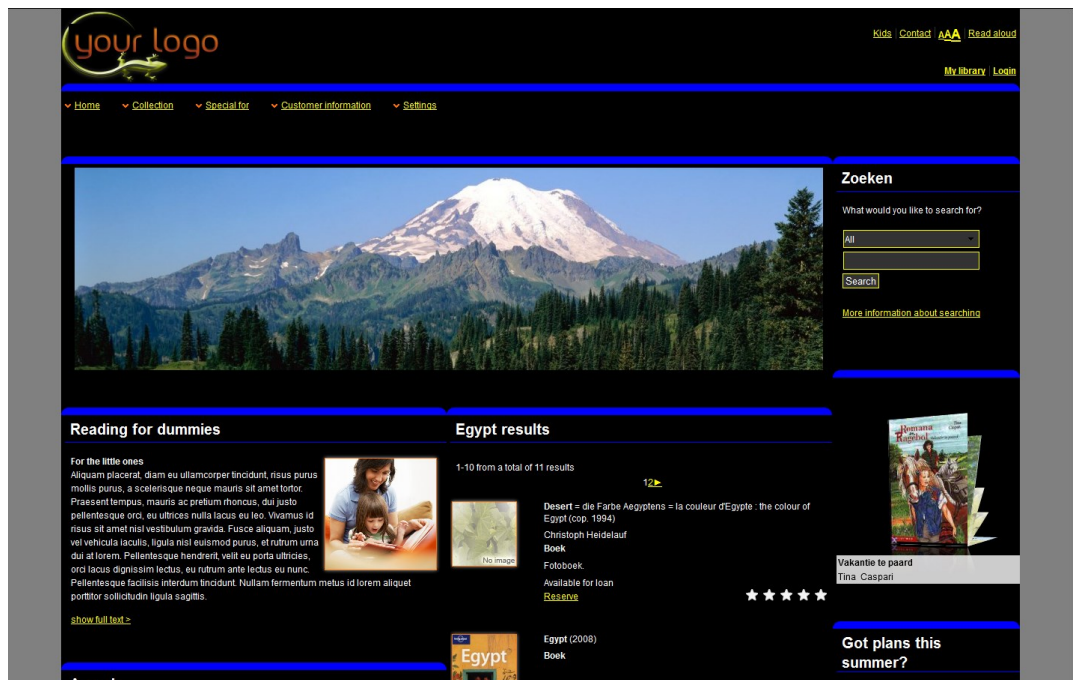 your logo
Kids Contact AAA Read aloud
My library Login
Home Collection Special for Customer information Settings
Zoeken
What would you like to search for?
All
Search
More information about searching
Reading for dummies
For the little ones
Aliquam placerat, diam eu ullamcorper tincidunt, risus purus
mollis purus, a scelerisque neque mauris sit amet tortor.
Praesent tempus, mauris ac pretium rhoncus, dui justo
pellentesque orci, eu ultrices nulla lacus eu leo. Vivamus id
risus sit amet nisl vestibulum gravida. Fusce aliquam, justo
vel vehicula iaculis, ligula nisl euismod purus, et rutrum urna
dui at lorem. Pellentesque hendrerit, velit eu porta ultricies,
orci lacus dignissim lectus, eu rutrum ante lectus eu nunc.
Pellentesque facilisis interdum tincidunt. Nullam fermentum metus id lorem aliquet
porttitor sollicitudin ligula sagittis.
show full text >
Egypt results
1-10 from a total of 11 results
12
Desert = die Farbe Aegyptens = la couleur d'Egypte : the colour of
Egypt (cop. 1994)
Christoph Heidelauf
Boek
Fotoboek.
Available for loan
Reserve
No image
Egypt (2008)
Boek
Egypt
Romana
Ragebol
Tina
Vakantie te paard
Tina Caspari
Got plans this
summer?